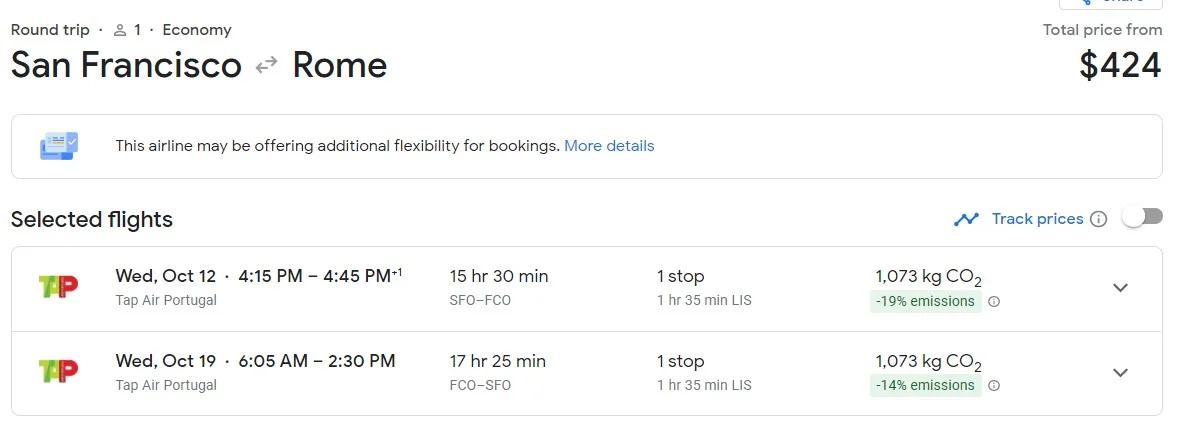 Share
Round trip · 1 · Economy
Total price from
San Francisco Rome
$424
This airline may be offering additional flexibility for bookings. More details
Selected flights
Track prices
TAP
Wed, Oct 12 · 4:15 PM – 4:45 PM+1
15 hr 30 min
1 stop
1,073 kg CO2
Tap Air Portugal
SFO–FCO
1 hr 35 min LIS
-19% emissions
TAP
Wed, Oct 19 · 6:05 AM – 2:30 PM
17 hr 25 min
1 stop
1,073 kg CO2
Tap Air Portugal
FCO–SFO
1 hr 35 min LIS
-14% emissions